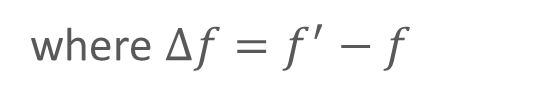 where Δf = f′ − f